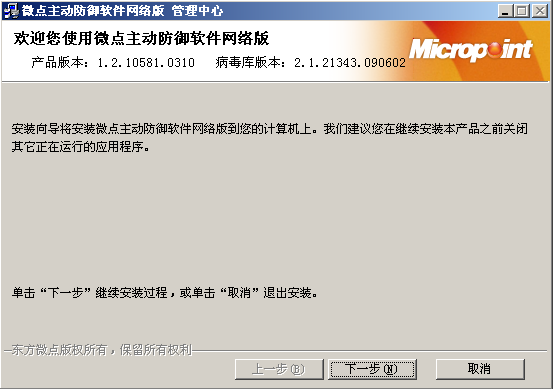 微点主动防御软件网络版 管理中心
欢迎您使用微点主动防御软件网络版
产品版本：1.2.10581.0310 病毒库版本：2.1.21343.090602
Micropoint
安装向导将安装微点主动防御软件网络版到您的计算机上。我们建议您在继续安装本产品之前关闭
其它正在运行的应用程序。
单击“下一步”继续安装过程，或单击“取消”退出安装。
东方微点版权所有，保留所有权利
上一步(B) 下一步(N) 取消